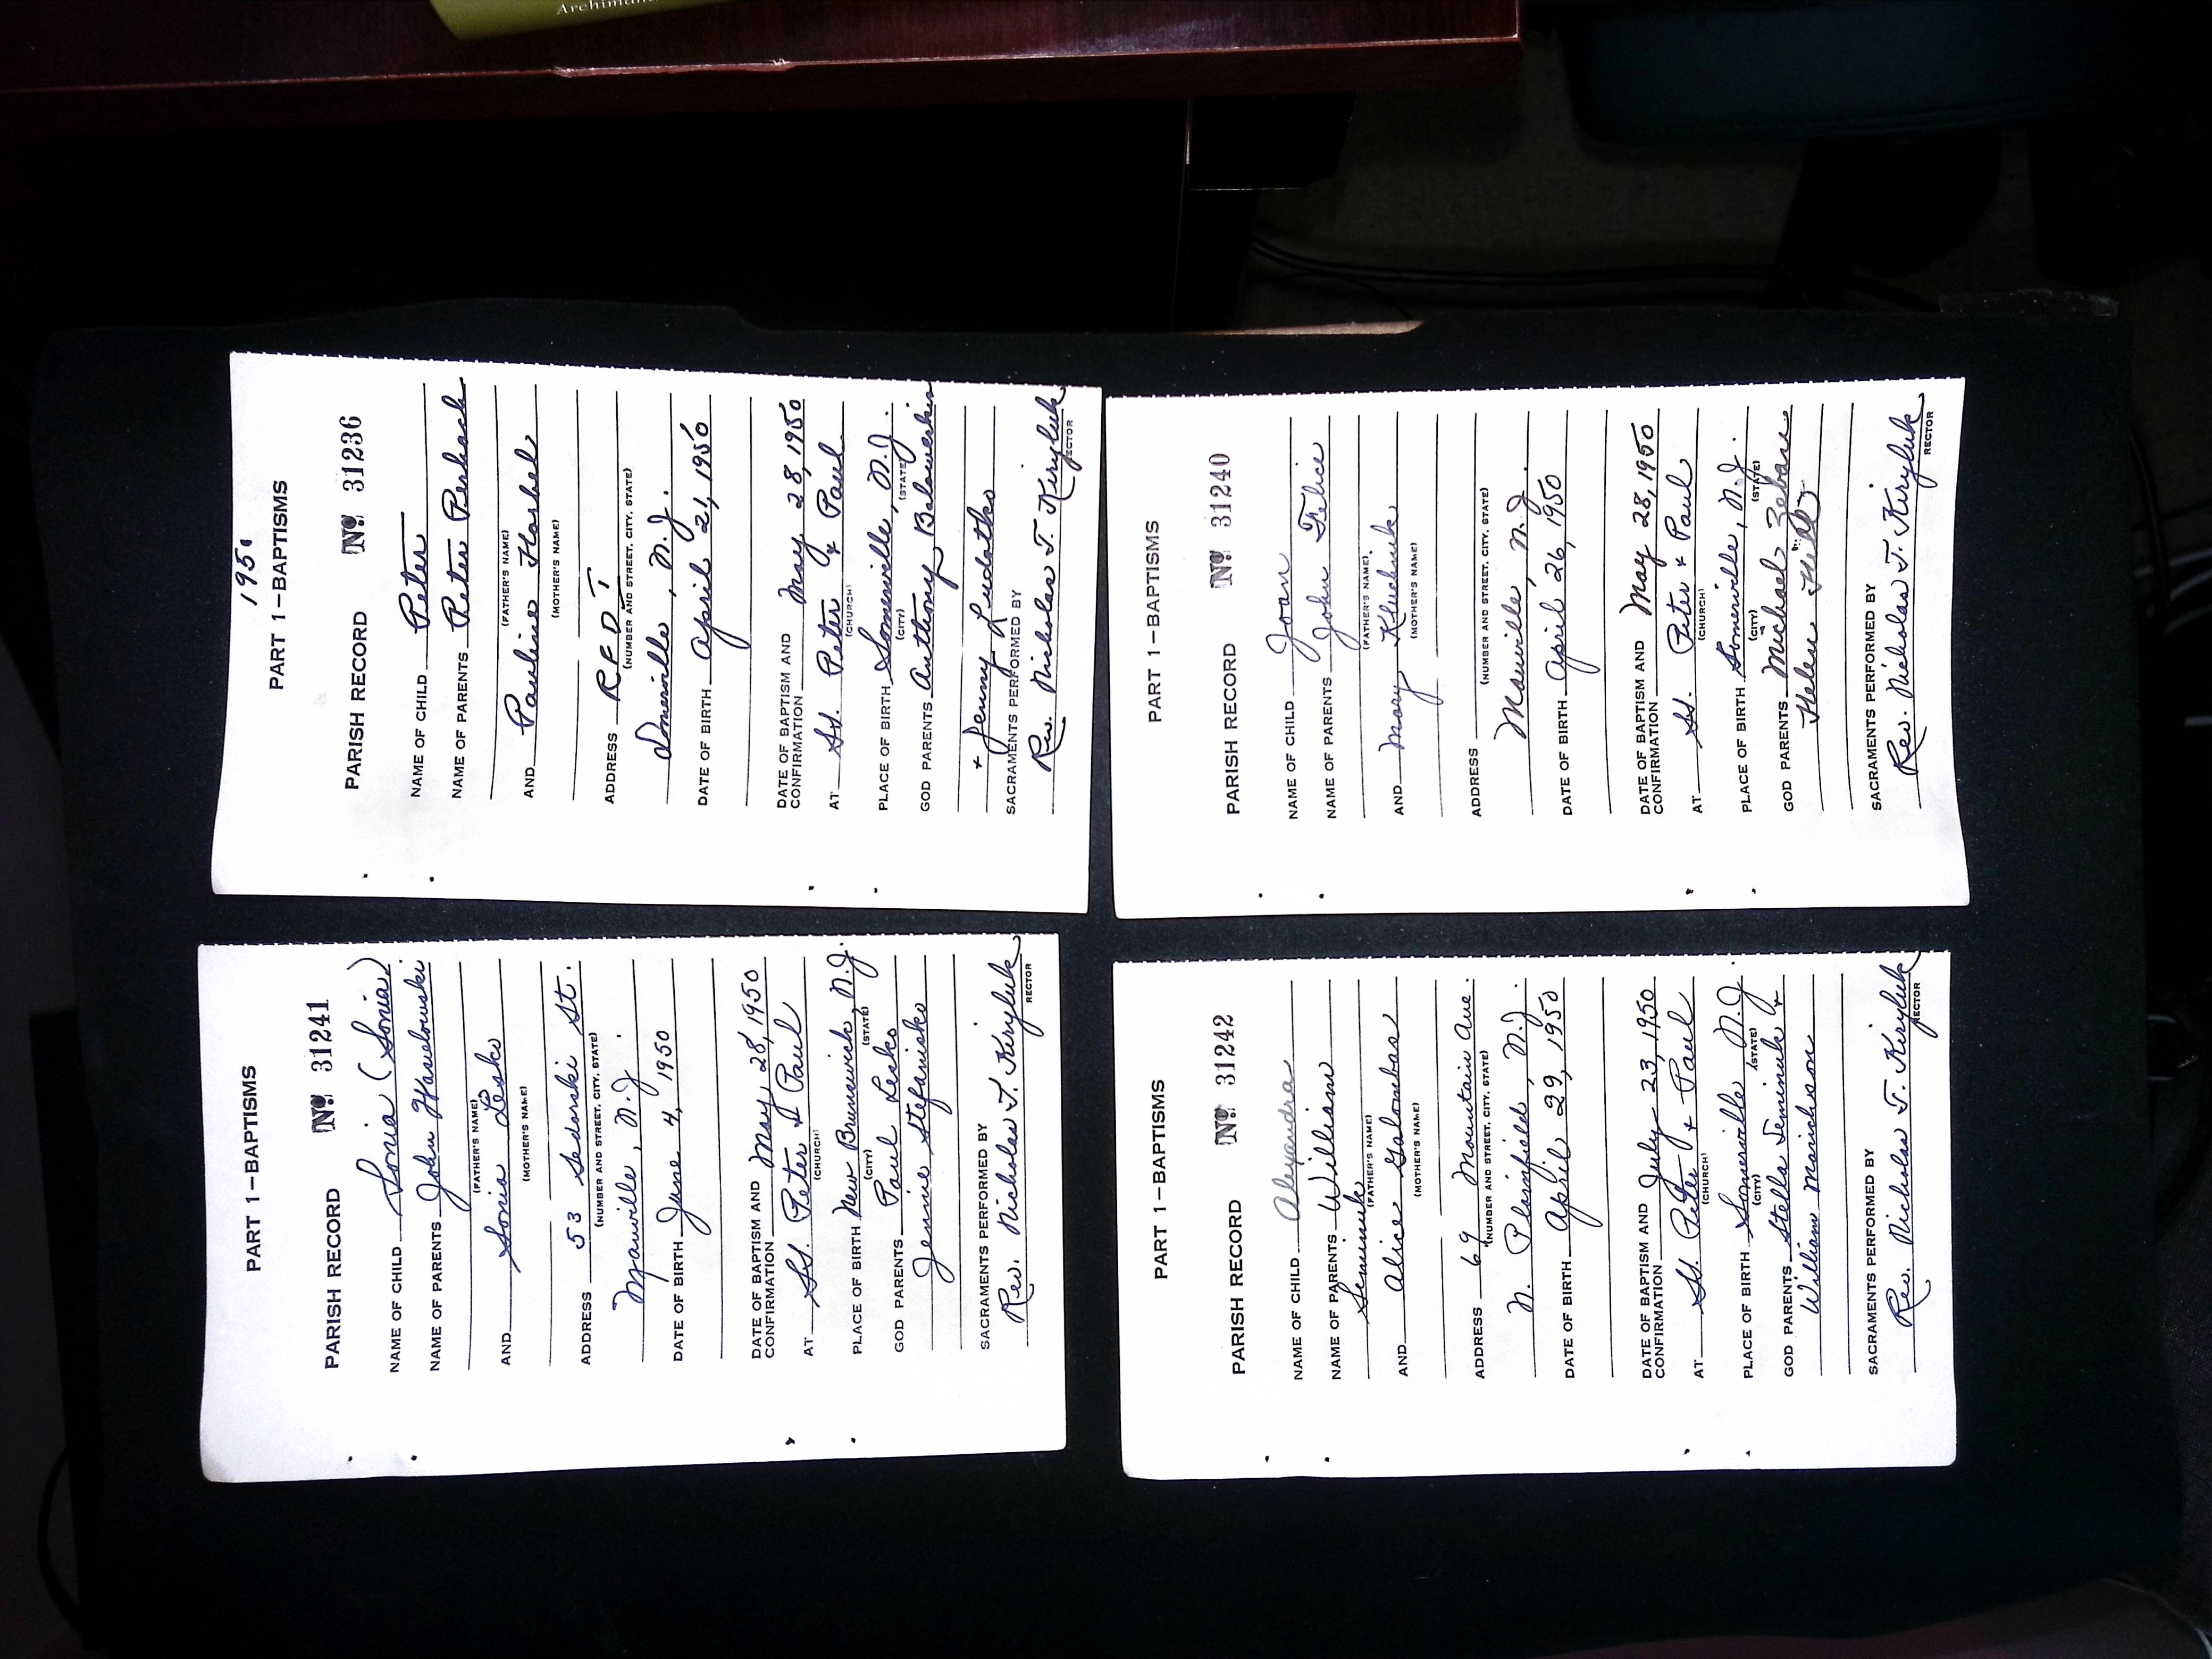 PART 1—BAPTISMS
PARISH RECORD Nº 31241
NAME OF CHILD Sonia (Sonia)
NAME OF PARENTS John
(FATHER'S NAME)
AND Sonia Lesko
(MOTHER'S NAME)
ADDRESS 53 Sedorski St.
(NUMBER AND STREET, CITY, STATE)
Manville, N.J.
DATE OF BIRTH June 4, 1950
DATE OF BAPTISM AND
CONFIRMATION May 28, 1950
AT SS. Peter & Paul
(CHURCH)
PLACE OF BIRTH New Brunswick, N.J.
(CITY) (STATE)
GOD PARENTS Paul Lesko
Jennie Stefanisko
SACRAMENTS PERFORMED BY
Rev. Nicholas T. Kiryluk
RECTOR
1950
PART 1—BAPTISMS
PARISH RECORD Nº 31236
NAME OF CHILD Peter
NAME OF PARENTS Peter Perhach
(FATHER'S NAME)
AND Pauline
(MOTHER'S NAME)
ADDRESS RFD I
(NUMBER AND STREET, CITY, STATE)
Somerville, N.J.
DATE OF BIRTH April 21, 1950
DATE OF BAPTISM AND
CONFIRMATION May 28, 1950
AT SS. Peter & Paul
(CHURCH)
PLACE OF BIRTH Somerville, N.J.
(CITY) (STATE)
GOD PARENTS Anthony
+ Jenny Ludatko
SACRAMENTS PERFORMED BY
Rev. Nicholas T. Kiryluk
RECTOR
PART 1—BAPTISMS
PARISH RECORD Nº 31242
NAME OF CHILD Alexandra
NAME OF PARENTS William
Seminuk
(FATHER'S NAME)
AND Alice Golombas
(MOTHER'S NAME)
ADDRESS 69 Mountain Ave.
(NUMBER AND STREET, CITY, STATE)
N. Plainfield, N.J.
DATE OF BIRTH April 29, 1950
DATE OF BAPTISM AND
CONFIRMATION July 23, 1950
AT SS. Peter + Paul
(CHURCH)
PLACE OF BIRTH Somerville, N.J.
(CITY) (STATE)
GOD PARENTS Stella Seminuk +
William Marichson
SACRAMENTS PERFORMED BY
Rev. Nicholas T. Kiryluk
RECTOR
PART 1—BAPTISMS
PARISH RECORD Nº 31240
NAME OF CHILD Joan
NAME OF PARENTS John Felice
(FATHER'S NAME)
AND Mary Kluchnik
(MOTHER'S NAME)
ADDRESS
(NUMBER AND STREET, CITY, STATE)
Manville, N.J.
DATE OF BIRTH April 26, 1950
DATE OF BAPTISM AND
CONFIRMATION May 28, 1950
AT SS. Peter + Paul
(CHURCH)
PLACE OF BIRTH Somerville, N.J.
(CITY) (STATE)
GOD PARENTS Michael
Helen
SACRAMENTS PERFORMED BY
Rev. Nicholas T. Kiryluk
RECTOR